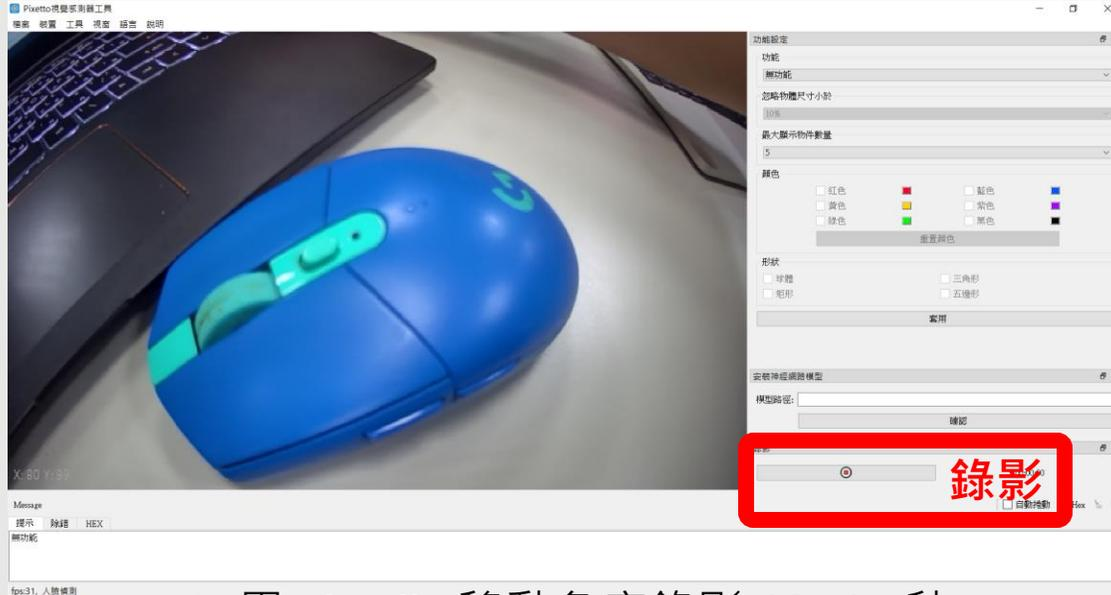 Pixetto視覺感測器工具
檔案 裝置 工具 視窗 語言 說明
功能設定
功能
無功能
忽略物體尺寸小於
10%
最大顯示物件數量
5
顏色
紅色 藍色
黃色 紫色
綠色 黑色
重置顏色
形狀
球體 三角形
矩形 五邊形
套用
安裝神經網路模型
模型路徑:
確認
錄影
X:80 Y:99
Message
自動捲動 Hex
提示 除錯 HEX
無功能
fps:31, 人臉偵測